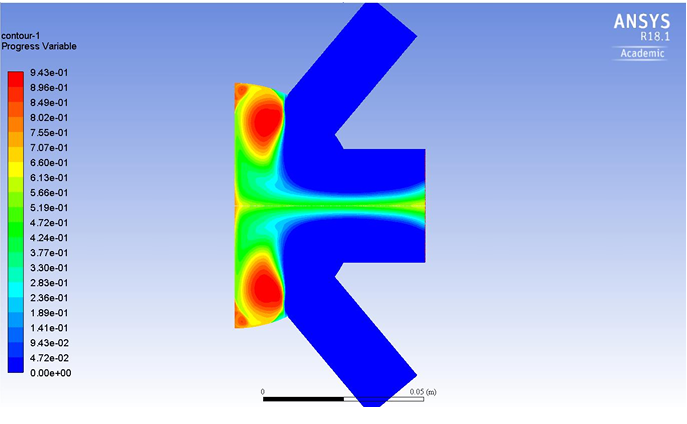 contour-1
Progress Variable
9.43e-01
8.96e-01
8.49e-01
8.02e-01
7.55e-01
7.07e-01
6.60e-01
6.13e-01
5.66e-01
5.19e-01
4.72e-01
4.24e-01
3.77e-01
3.30e-01
2.83e-01
2.36e-01
1.89e-01
1.41e-01
9.43e-02
4.72e-02
0.00e+00
ANSYS
R18.1
Academic
0 0.05 (m)